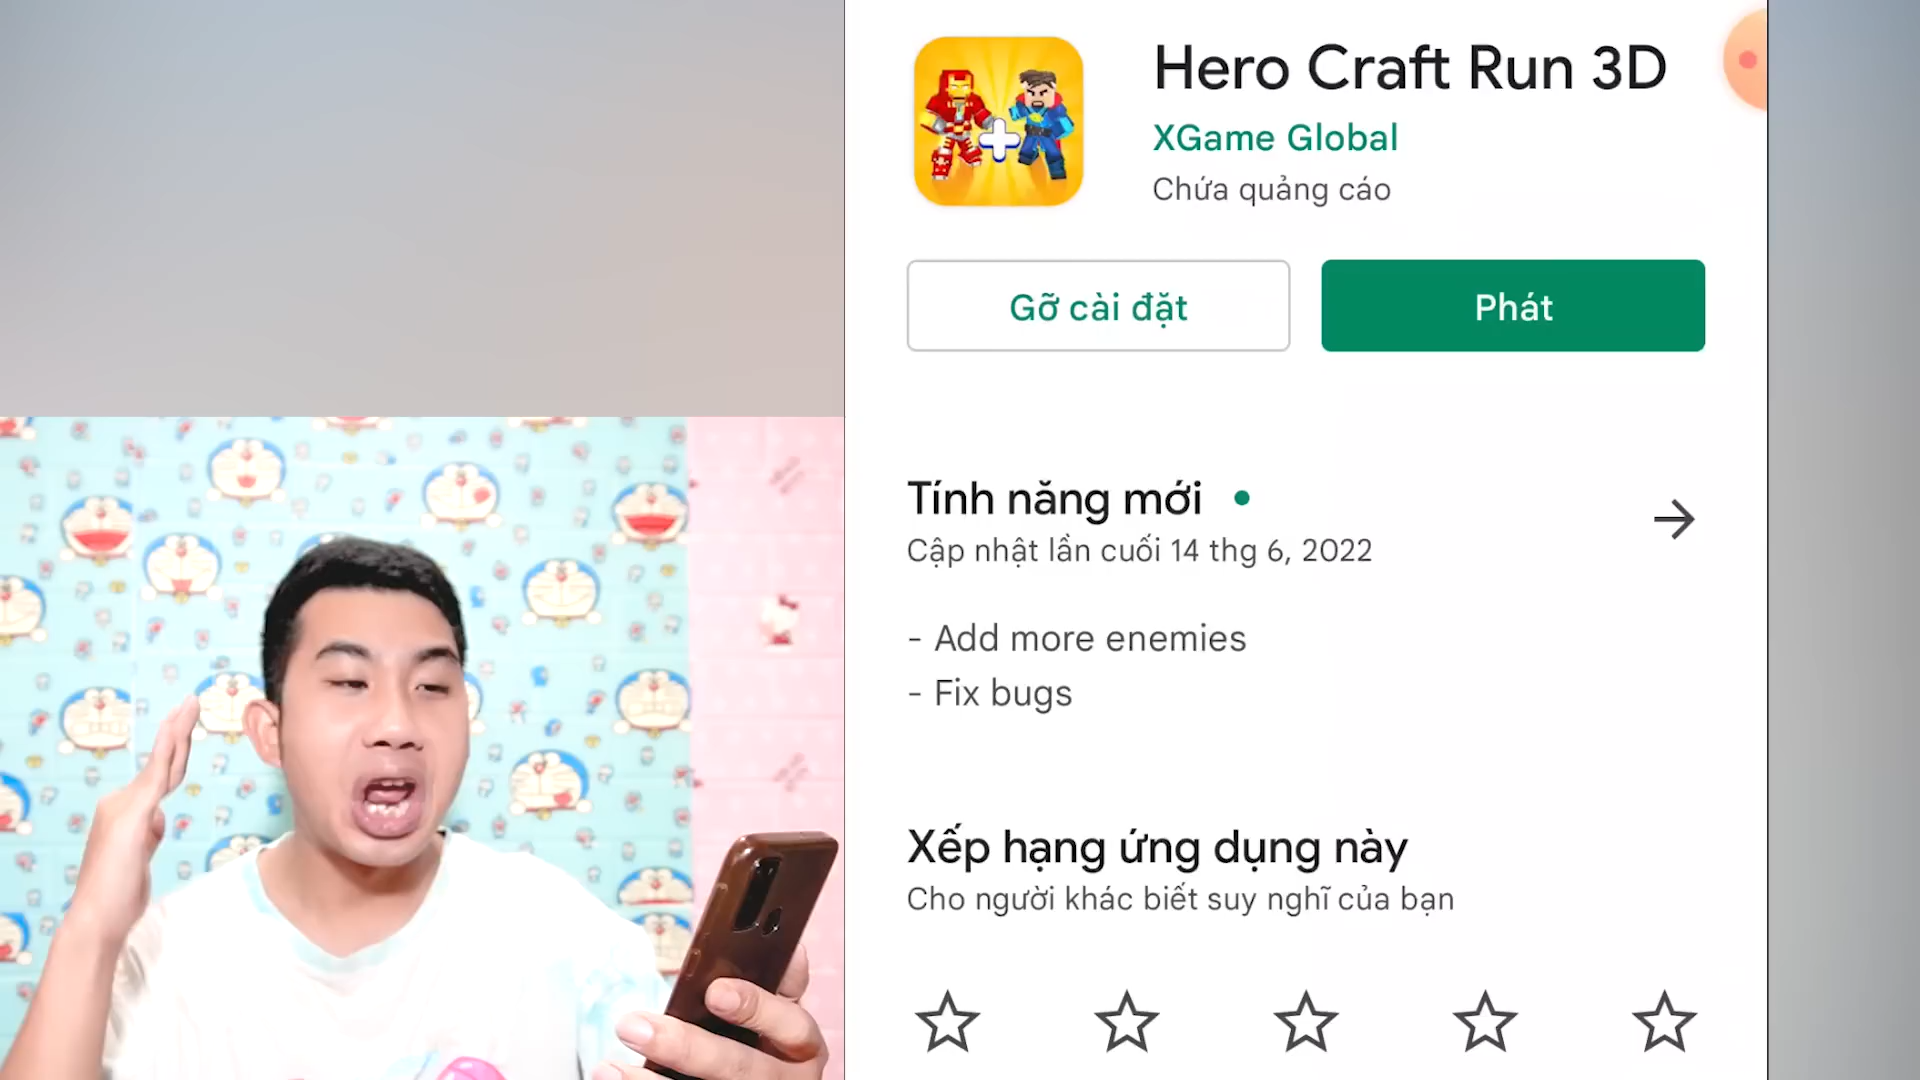 Hero Craft Run 3D
XGame Global
Chứa quảng cáo
Gỡ cài đặt
Phát
Tính năng mới
Cập nhật lần cuối 14 thg 6, 2022
- Add more enemies
- Fix bugs
Xếp hạng ứng dụng này
Cho người khác biết suy nghĩ của bạn